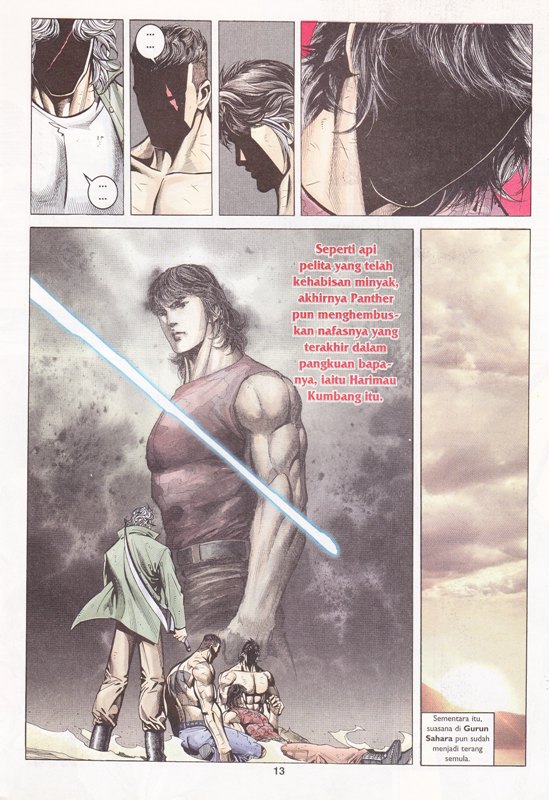 ...
...
...
...
Seperti api
pelita yang telah
kehabisan minyak,
akhirnya Panther
pun menghembus-
kan nafasnya yang
terakhir dalam
pangkuan bapa-
nya, iaitu Harimau
Kumbang itu.
Sementara itu,
suasana di Gurun
Sahara pun sudah
menjadi terang
semula.
13